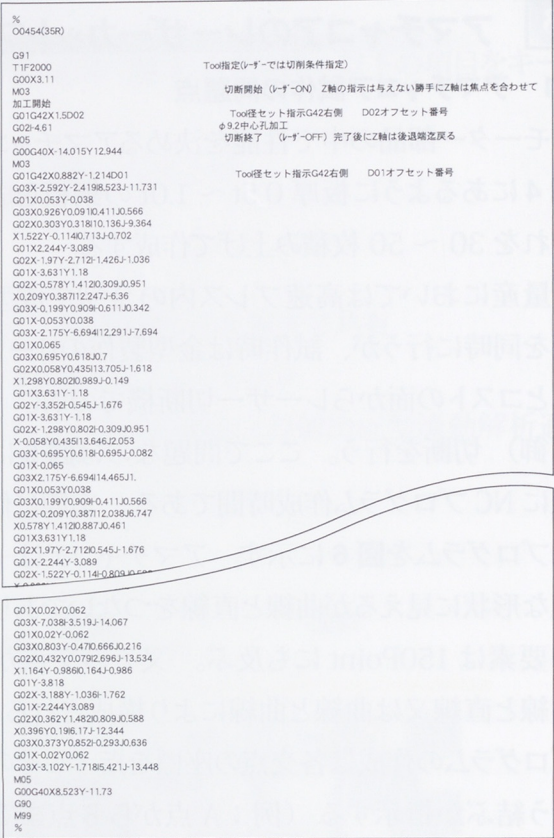 %
O0454(35R)
G91
T1F2000 Tool指定(レーザーでは切削条件指定)
G00X3.11
M03 切断開始(レーザーON) Z軸の指示は与えない勝手にZ軸は焦点を合わせて
加工開始
G01G42X1.5D02 Tool径セット指示G42右側 D02オフセット番号
G02I-4.61 φ9.2中心孔加工
M05 切断終了 (レーザーOFF) 完了後にZ軸は後退端迄戻る
G00G40X-14.015Y12.944
M03
G01G42X0.882Y-1.214D01 Tool径セット指示G42右側 D01オフセット番号
G03X-2.592Y-2.419I8.523J-11.731
G01X0.053Y-0.038
G03X0.926Y0.091I0.411J0.566
G02X0.303Y0.318I10.136J-9.364
X1.522Y-0.114I0.713J-0.702
G01X2.244Y-3.089
G02X-1.97Y-2.712I-1.426J-1.036
G01X-3.631Y1.18
G02X-0.578Y1.412I0.309J0.951
X0.209Y0.387I12.247J-6.36
G03X-0.199Y0.909I-0.611J0.342
G01X-0.053Y0.038
G03X-2.175Y-6.694I12.291J-7.694
G01X0.065
G03X0.695Y0.618J0.7
G02X0.058Y0.435I13.705J-1.618
X1.298Y0.802I0.989J-0.149
G01X3.631Y-1.18
G02Y-3.352I-0.545J-1.676
G01X-3.631Y-1.18
G02X-1.298Y0.802I-0.309J0.951
X-0.058Y0.435I13.646J2.053
G03X-0.695Y0.618I-0.695J-0.082
G01X-0.065
G03X2.175Y-6.694I14.465J1.
G01X0.053Y0.038
G03X0.199Y0.909I-0.411J0.566
G02X-0.209Y0.387I12.038J6.747
X0.578Y1.412I0.887J0.461
G01X3.631Y1.18
G02X1.97Y-2.712I0.545J-1.676
G01X-2.244Y-3.089
G02X-1.522Y-0.114I-0.809J0.588
G01X0.02Y0.062
G03X-7.038I-3.519J-14.067
G01X0.02Y-0.062
G03X0.803Y-0.47I0.666J0.216
G02X0.432Y0.079I2.696J-13.534
X1.164Y-0.986I0.164J-0.986
G01Y-3.818
G02X-3.188Y-1.036I-1.762
G01X-2.244Y3.089
G02X0.362Y1.482I0.809J0.588
X0.396Y0.19I6.17J-12.344
G03X0.373Y0.852I-0.293J0.636
G01X-0.02Y0.062
G03X-3.102Y-1.718I5.421J-13.448
M05
G00G40X8.523Y-11.73
G90
M99
%